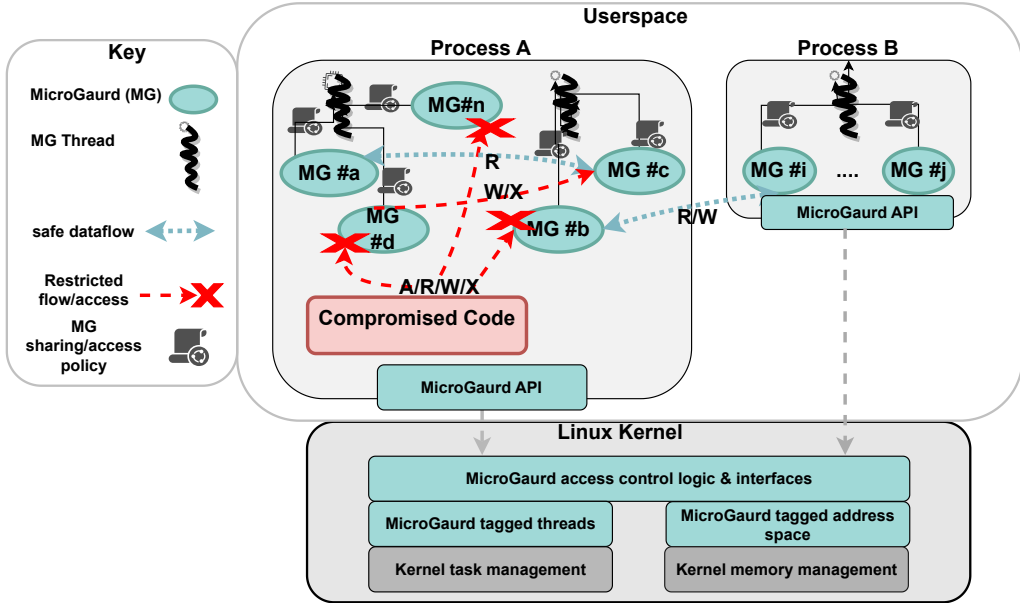 Userspace
Key
MicroGaurd (MG)
MG Thread
safe dataflow
Restricted
flow/access
MG
sharing/access
policy
Process A
MG#n
MG #a
R
MG #c
W/X
MG
#d
MG #b
A/R/W/X
Compromised Code
MicroGaurd API
Process B
MG #i
....
MG #j
MicroGaurd API
R/W
Linux Kernel
MicroGaurd access control logic & interfaces
MicroGaurd tagged threads
MicroGaurd tagged address
space
Kernel task management
Kernel memory management